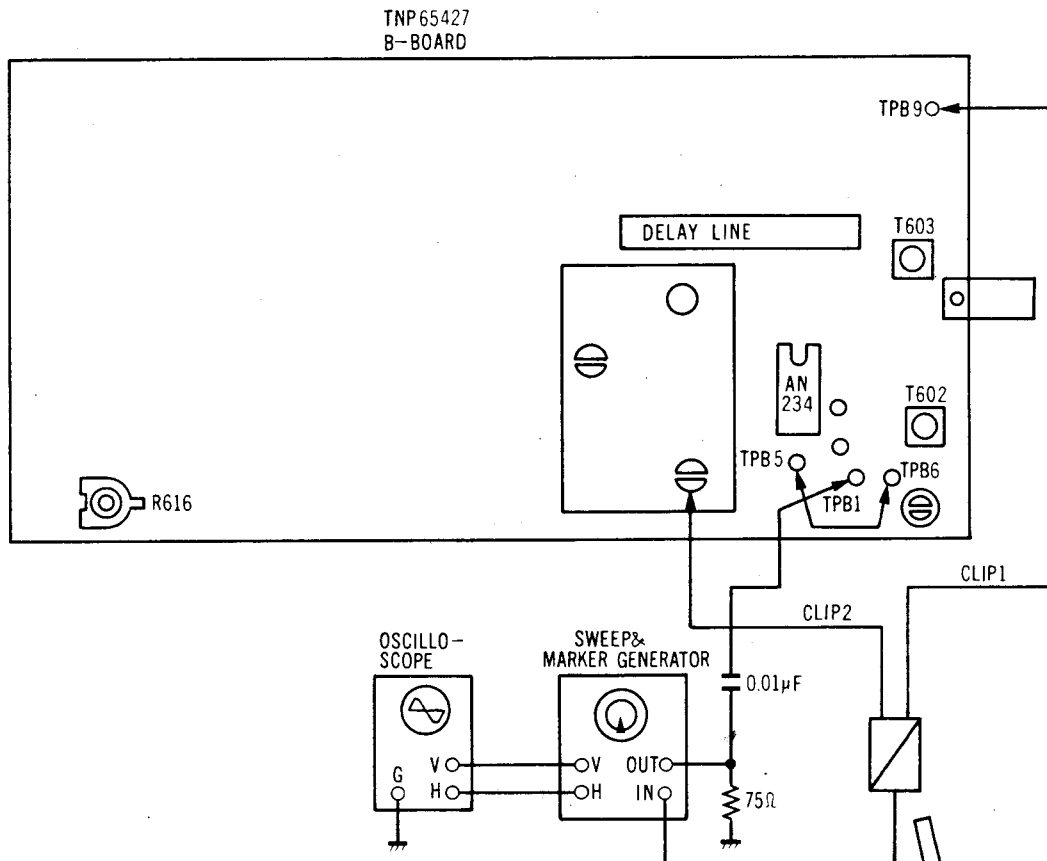 TNP65427
B-BOARD
TPB9
T603
DELAY LINE
AN
234
T602
TPB5
TPB6
TPB1
R616
CLIP1
CLIP2
OSCILLO-
SCOPE
SWEEP&
MARKER GENERATOR
0.01μF
V
V
OUT
G
H
H
IN
75Ω